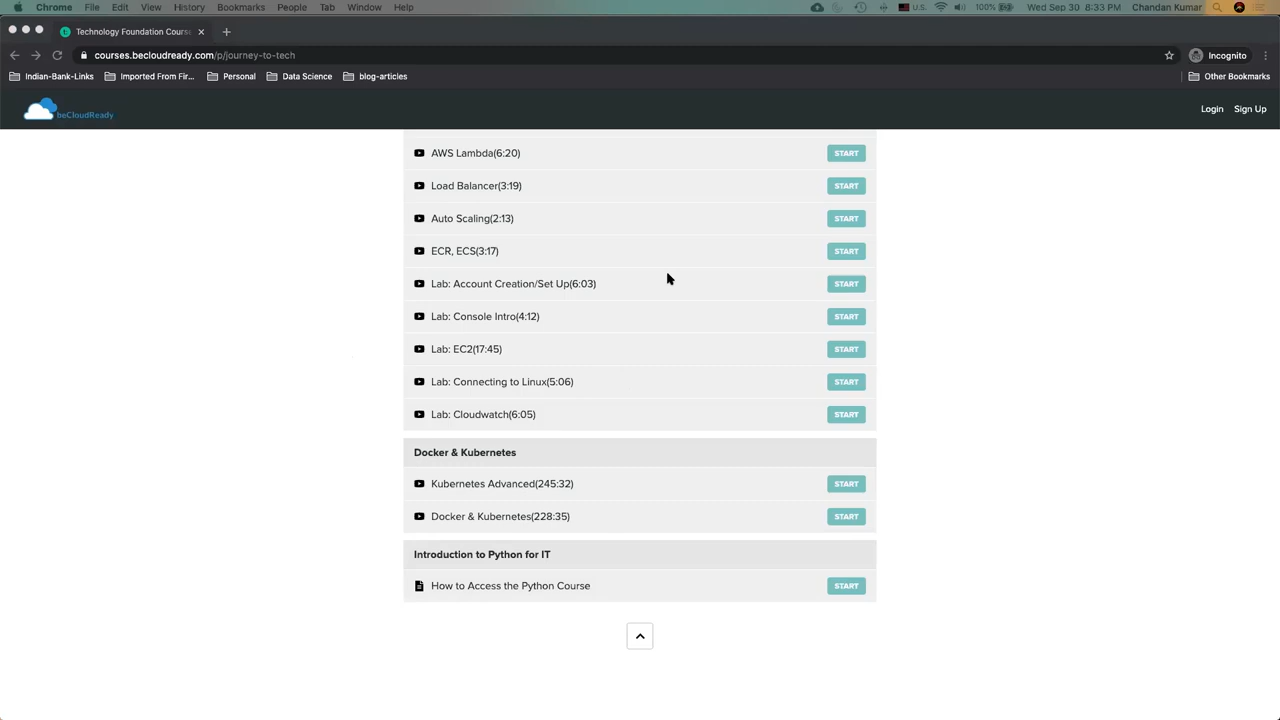 Chrome File Edit View History Bookmarks People Tab Window Help U.S. 100% Wed Sep 30 8:33 PM Chandan Kumar
Technology Foundation Cours
courses.becloudready.com/p/journey-to-tech Incognito
Indian-Bank-Links Imported From Fir... Personal Data Science blog-articles Other Bookmarks
beCloudReady Login Sign Up
AWS Lambda(6:20) START
Load Balancer(3:19) START
Auto Scaling(2:13) START
ECR, ECS(3:17) START
Lab: Account Creation/Set Up(6:03) START
Lab: Console Intro(4:12) START
Lab: EC2(17:45) START
Lab: Connecting to Linux(5:06) START
Lab: Cloudwatch(6:05) START
Docker & Kubernetes
Kubernetes Advanced(245:32) START
Docker & Kubernetes(228:35) START
Introduction to Python for IT
How to Access the Python Course START